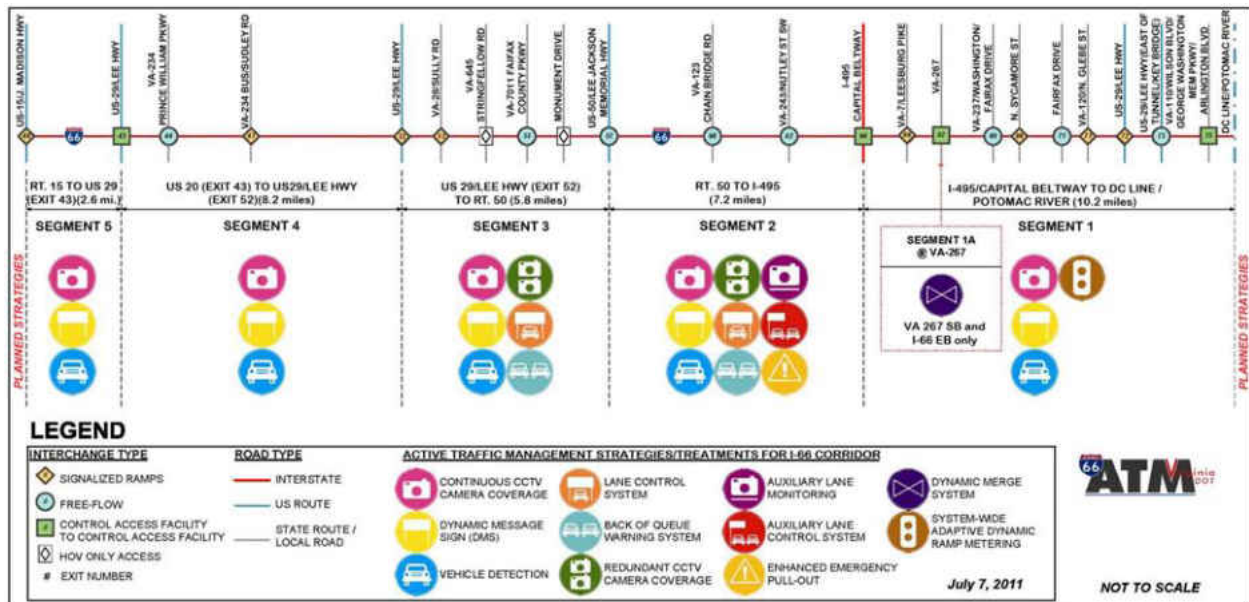 US-15/J. MADISON HWY
US-29/LEE HWY
VA-234
PRINCE WILLIAM PKWY
VA-234 BUS/SUDLEY RD
US-29/LEE HWY
VA-28/SULLY RD
VA-645
STRINGFELLOW RD
VA-701 FAIRFAX
COUNTY PKWY
MONUMENT DRIVE
US-50/LEE JACKSON
MEMORIAL HWY
VA-123
CHAIN BRIDGE RD
VA-243/NUTLEY ST SW
I-495
CAPITAL BELTWAY
VA-7/LEESBURG PIKE
VA-267
VA-237/WASHINGTON/
FAIRAX DRIVE
N. SYCAMORE ST
FAIRFAX DRIVE
VA-120/N. GLEBE ST
US-29/LEE HWY
US-29/LEE HWY(EAST OF
TUNNEL/KEY BRIDGE)/
VA-110/WILSON BLVD/
GEORGE WASHINGTON
MEM PKWY/
ARLINGTON BLVD.
DC LINE/POTOMAC RIVER
66
66
RT. 15 TO US 29
(EXIT 43)(2.6 mi.)
US 20 (EXIT 43) TO US29/LEE HWY
(EXIT 52)(8.2 miles)
US 29/LEE HWY (EXIT 52)
TO RT. 50 (5.8 miles)
RT. 50 TO I-495
(7.2 miles)
I-495/CAPITAL BELTWAY TO DC LINE /
POTOMAC RIVER (10.2 miles)
SEGMENT 5
SEGMENT 4
SEGMENT 3
SEGMENT 2
SEGMENT 1
SEGMENT 1A
@ VA-267
VA 267 SB and
I-66 EB only
PLANNED STRATEGIES
PLANNED STRATEGIES
LEGEND
INTERCHANGE TYPE
SIGNALIZED RAMPS
FREE-FLOW
CONTROL ACCESS FACILITY
TO CONTROL ACCESS FACILITY
HOV ONLY ACCESS
# EXIT NUMBER
ROAD TYPE
INTERSTATE
US ROUTE
STATE ROUTE /
LOCAL ROAD
ACTIVE TRAFFIC MANAGEMENT STRATEGIES/TREATMENTS FOR I-66 CORRIDOR
CONTINUOUS CCTV
CAMERA COVERAGE
DYNAMIC MESSAGE
SIGN (DMS)
VEHICLE DETECTION
LANE CONTROL
SYSTEM
BACK OF QUEUE
WARNING SYSTEM
REDUNDANT CCTV
CAMERA COVERAGE
AUXILIARY LANE
MONITORING
AUXILIARY LANE
CONTROL SYSTEM
ENHANCED EMERGENCY
PULL-OUT
DYNAMIC MERGE
SYSTEM
SYSTEM-WIDE
ADAPTIVE DYNAMIC
RAMP METERING
July 7, 2011
66
ATM
NOT TO SCALE